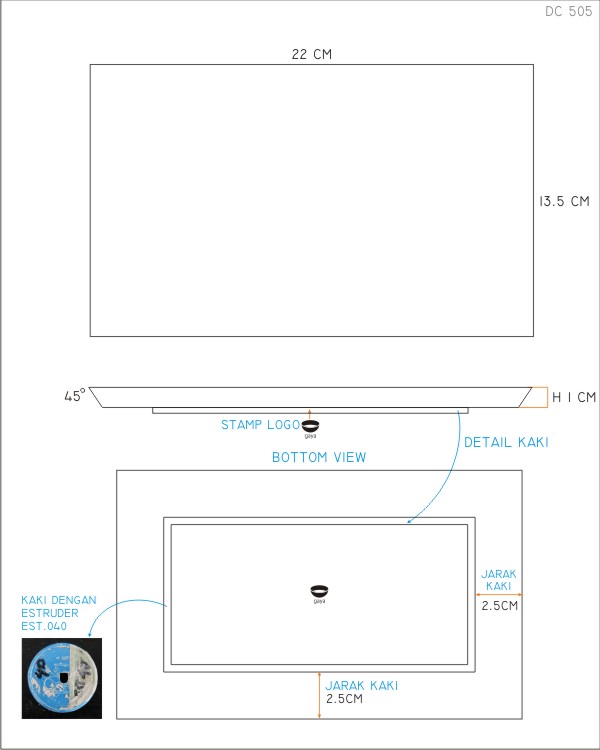 DC 505
22 CM
13.5 CM
45°
H 1 CM
STAMP LOGO
gaya
DETAIL KAKI
BOTTOM VIEW
JARAK
KAKI
2.5CM
gaya
KAKI DENGAN
ESTRUDER
EST.040
40
JARAK KAKI
2.5CM